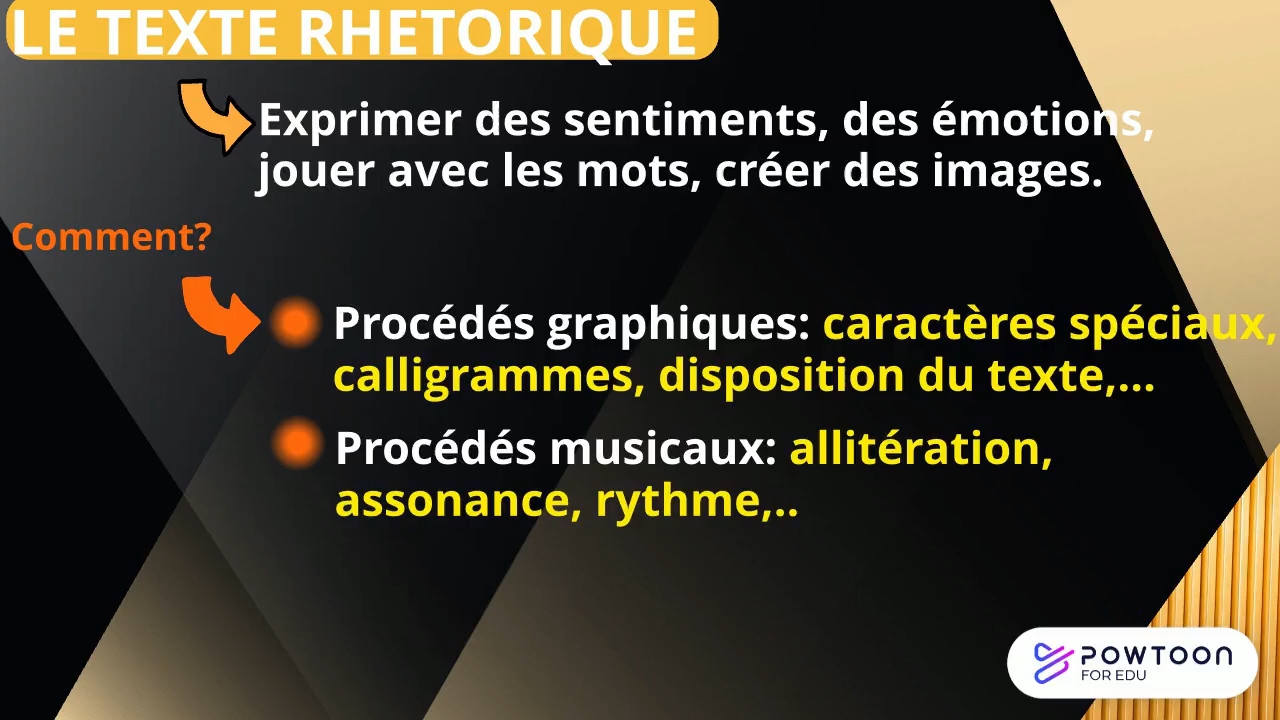 LE TEXTE RHETORIQUE
Exprimer des sentiments, des émotions,
jouer avec les mots, créer des images.
Comment?
Procédés graphiques: caractères spéciaux,
calligrammes, disposition du texte,...
Procédés musicaux: allitération,
assonance, rythme,..
POWTOON
FOR EDU